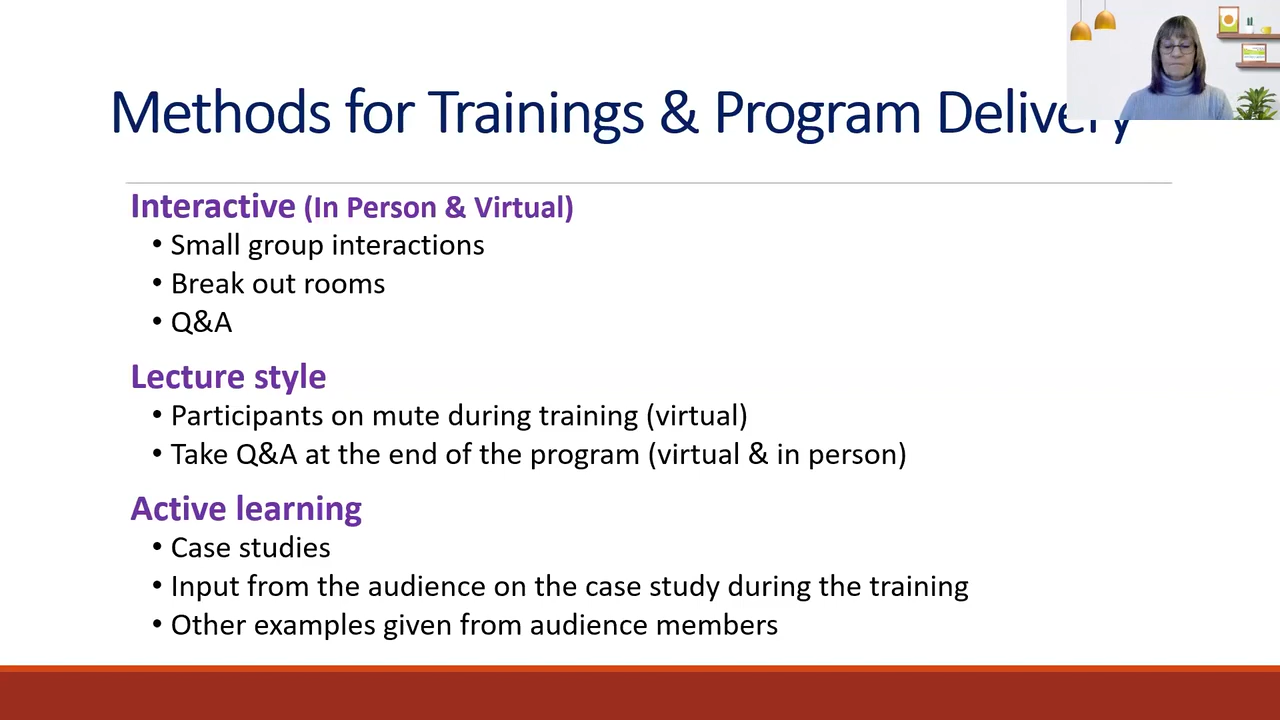 Methods for Trainings & Program Delivery
Interactive (In Person & Virtual)
• Small group interactions
• Break out rooms
• Q&A
Lecture style
• Participants on mute during training (virtual)
• Take Q&A at the end of the program (virtual & in person)
Active learning
• Case studies
• Input from the audience on the case study during the training
• Other examples given from audience members